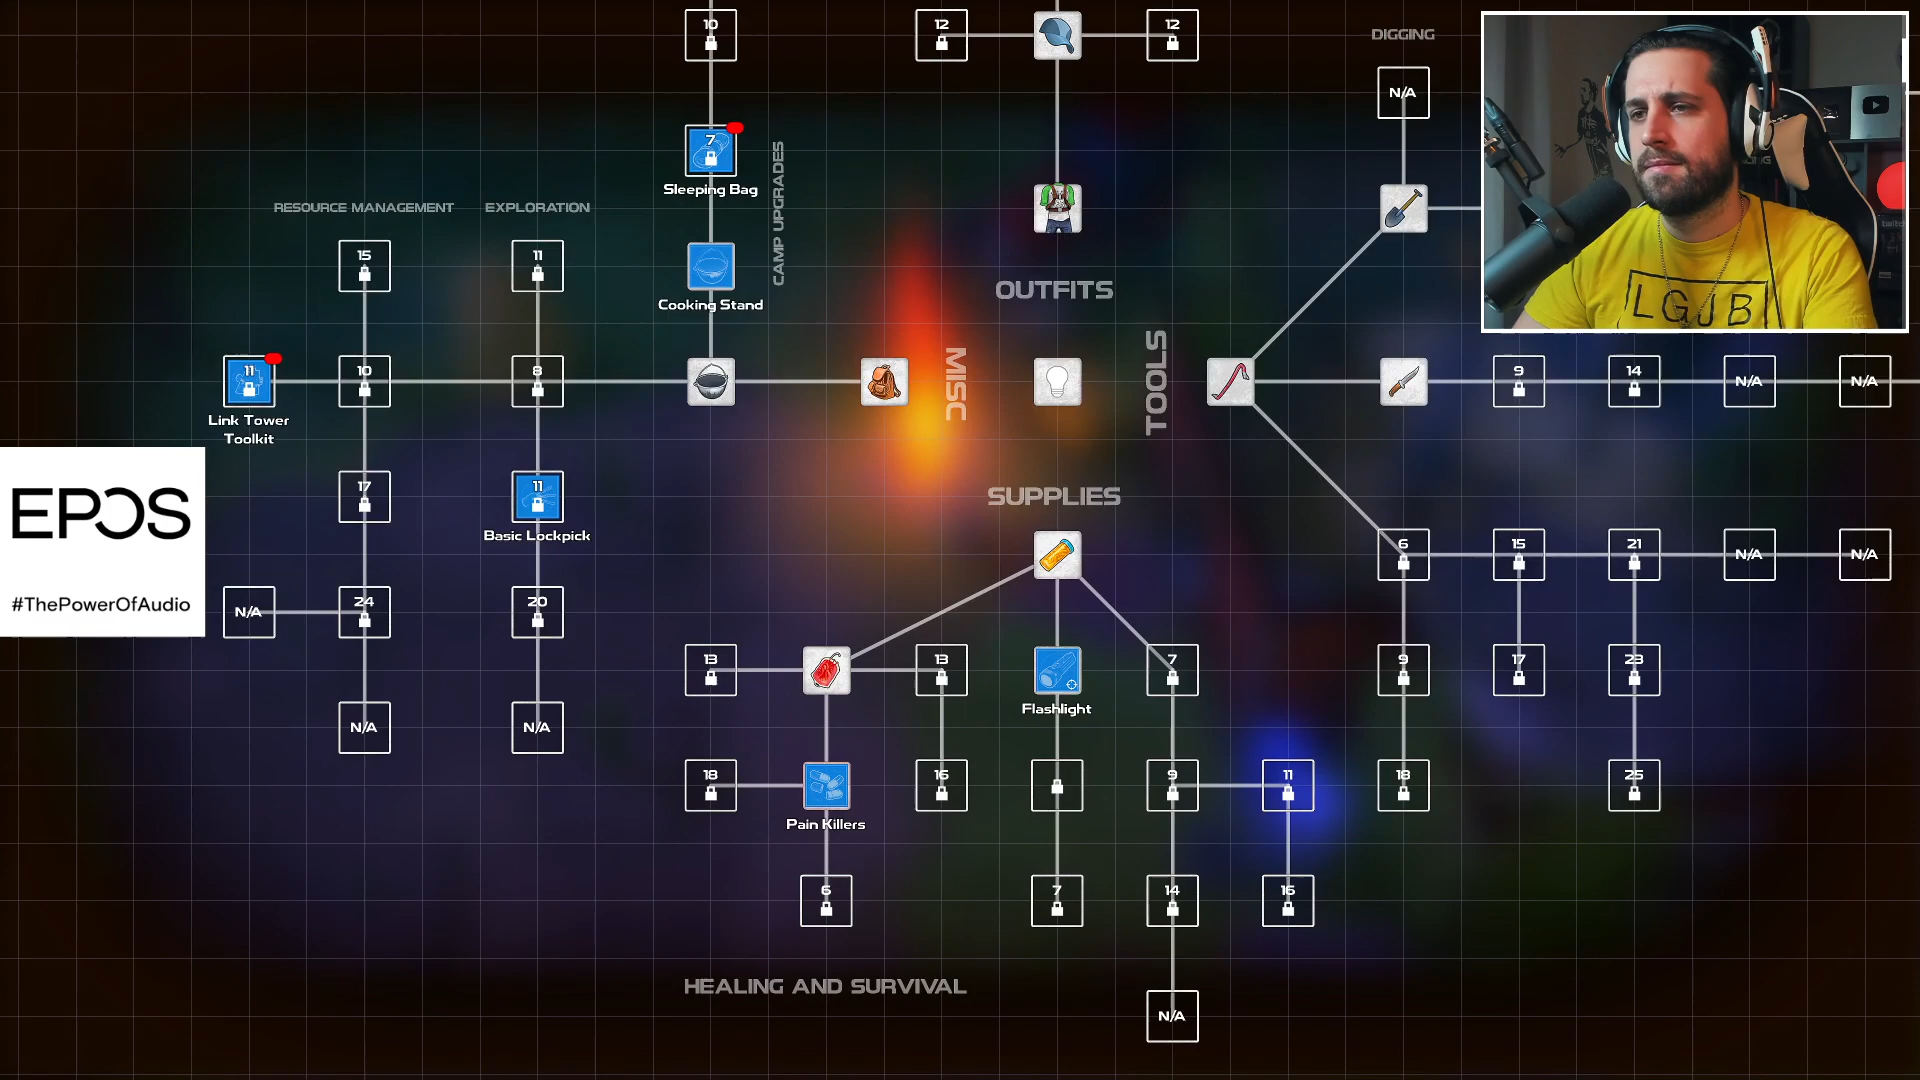 10
12
12
DIGGING
N/A
7
Sleeping Bag
CAMP UPGRADES
RESOURCE MANAGEMENT
EXPLORATION
15
11
Cooking Stand
OUTFITS
LGJB
MISC
TOOLS
11
10
8
9
14
N/A
N/A
Link Tower
Toolkit
17
11
Basic Lockpick
SUPPLIES
EPOS
#ThePowerOfAudio
6
15
21
N/A
N/A
N/A
24
20
13
13
7
9
17
23
Flashlight
N/A
N/A
18
16
9
11
18
25
Pain Killers
6
7
14
16
HEALING AND SURVIVAL
N/A